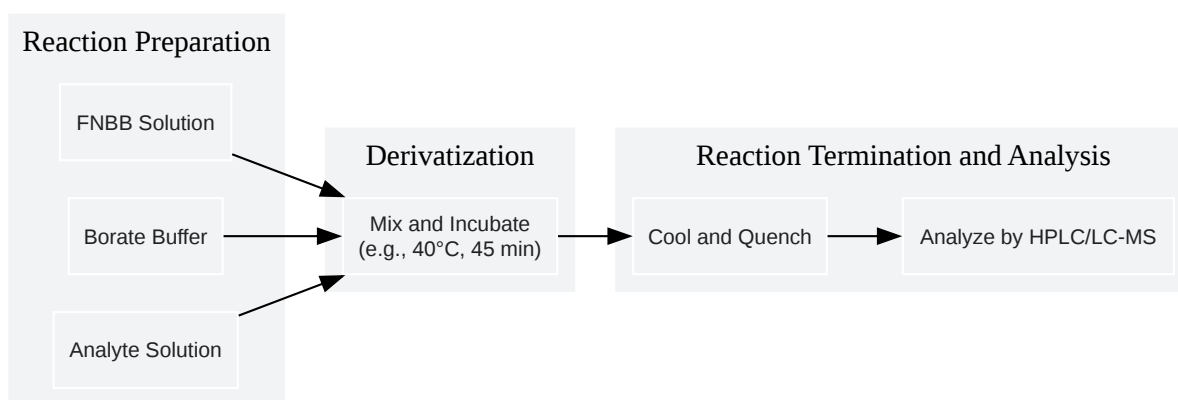 Reaction Preparation
FNBB Solution
Borate Buffer
Analyte Solution
Derivatization
Mix and Incubate
(e.g., 40°C, 45 min)
Reaction Termination and Analysis
Cool and Quench
Analyze by HPLC/LC-MS